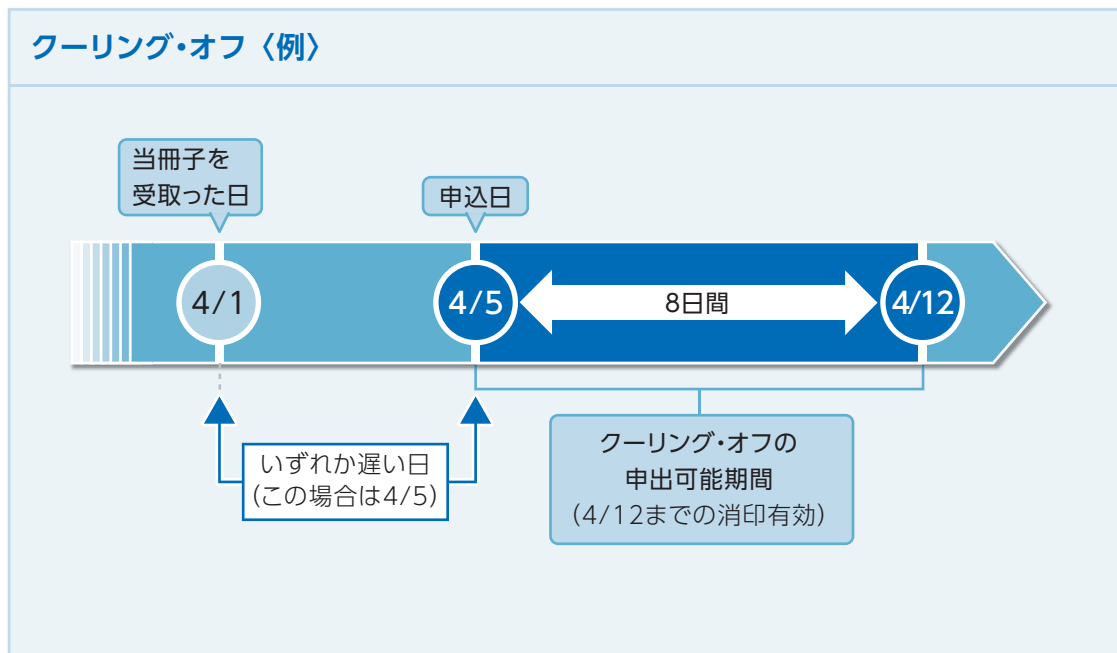 クーリング・オフ〈例〉
当冊子を
受取った日
申込日
4/1
4/5
8日間
4/12
いずれか遅い日
(この場合は4/5)
クーリング・オフの
申出可能期間
(4/12までの消印有効)